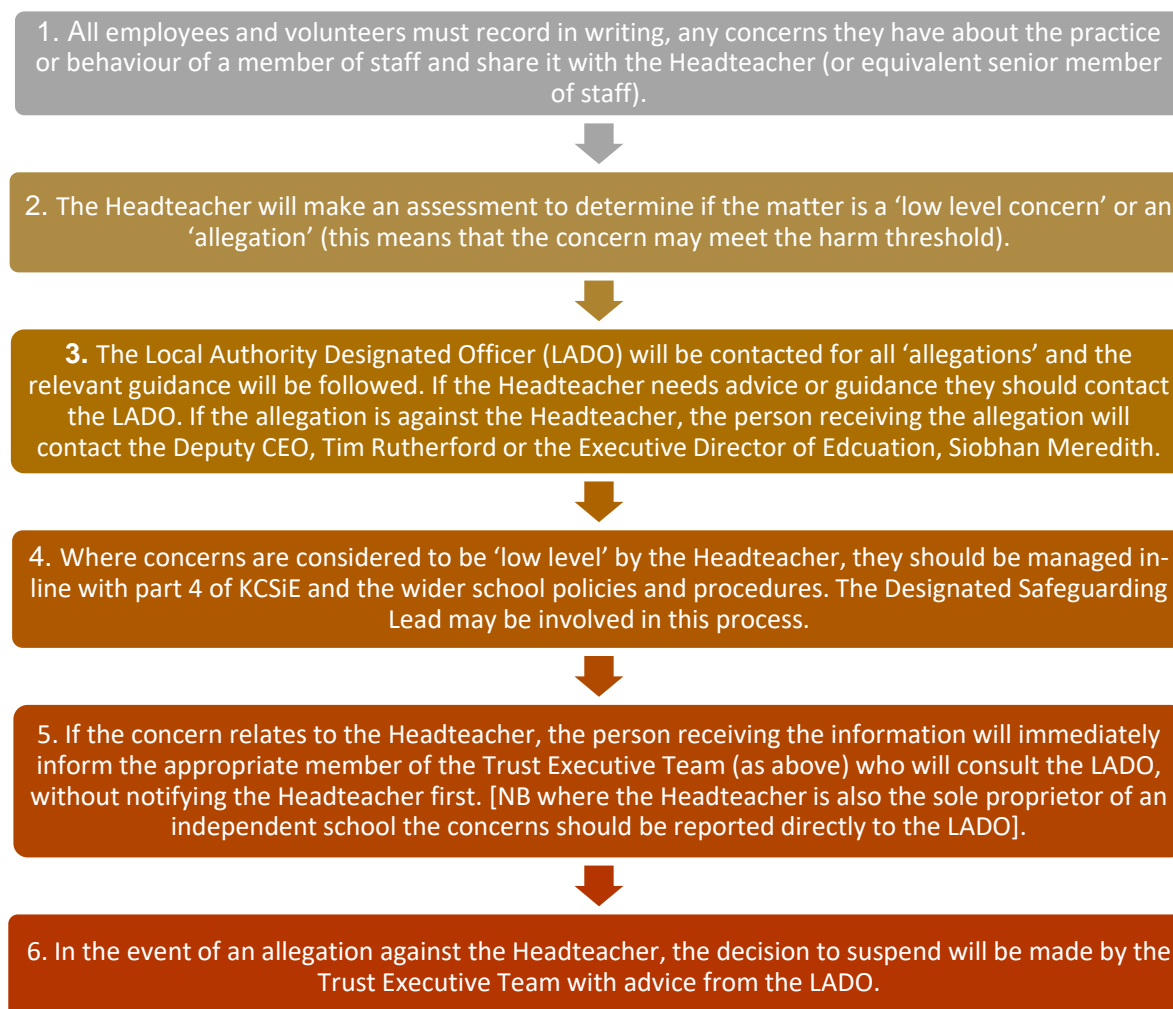 1. All employees and volunteers must record in writing, any concerns they have about the practice
or behaviour of a member of staff and share it with the Headteacher (or equivalent senior member
of staff).
2. The Headteacher will make an assessment to determine if the matter is a ‘low level concern’ or an
‘allegation’ (this means that the concern may meet the harm threshold).
3. The Local Authority Designated Officer (LADO) will be contacted for all ‘allegations’ and the
relevant guidance will be followed. If the Headteacher needs advice or guidance they should contact
the LADO. If the allegation is against the Headteacher, the person receiving the allegation will
contact the Deputy CEO, Tim Rutherford or the Executive Director of Edcuation, Siobhan Meredith.
4. Where concerns are considered to be ‘low level’ by the Headteacher, they should be managed in-
line with part 4 of KCSiE and the wider school policies and procedures. The Designated Safeguarding
Lead may be involved in this process.
5. If the concern relates to the Headteacher, the person receiving the information will immediately
inform the appropriate member of the Trust Executive Team (as above) who will consult the LADO,
without notifying the Headteacher first. [NB where the Headteacher is also the sole proprietor of an
independent school the concerns should be reported directly to the LADO].
6. In the event of an allegation against the Headteacher, the decision to suspend will be made by the
Trust Executive Team with advice from the LADO.